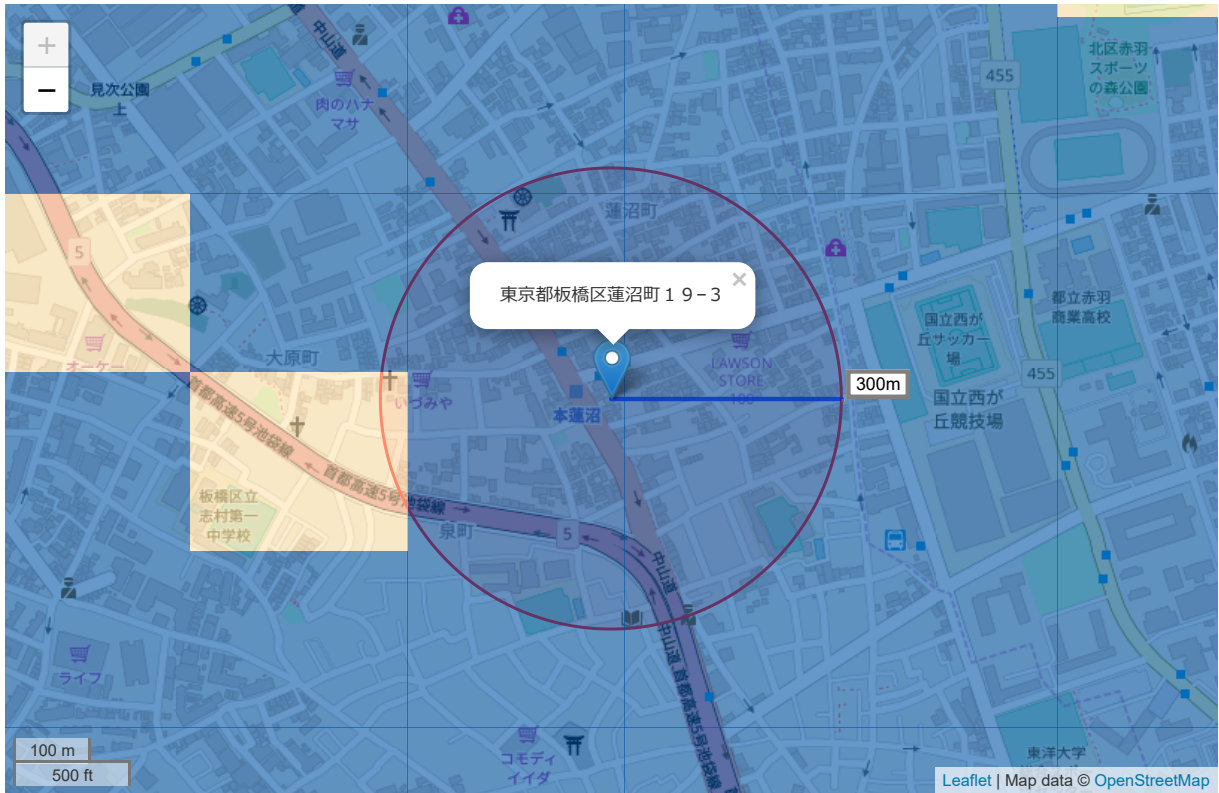 +
−
中山道
見次公園
上
肉のハナ
マサ
455
北区赤羽
スポーツ
の森公園
蓮沼町
5
東京都板橋区蓮沼町１９−３
×
都立赤羽
商業高校
国立西が
丘サッカー
場
オーケー
大原町
LAWSON
STORE
100
455
300m
いづみや
本蓮沼
国立西が
丘競技場
首都高速5号池袋線
首都高速5号池袋線
板橋区立
志村第一
中学校
泉町
5
中山道
中山道;首都高速5号池袋線
ライフ
コモディ
イイダ
東洋大学
100 m
500 ft
Leaflet | Map data © OpenStreetMap